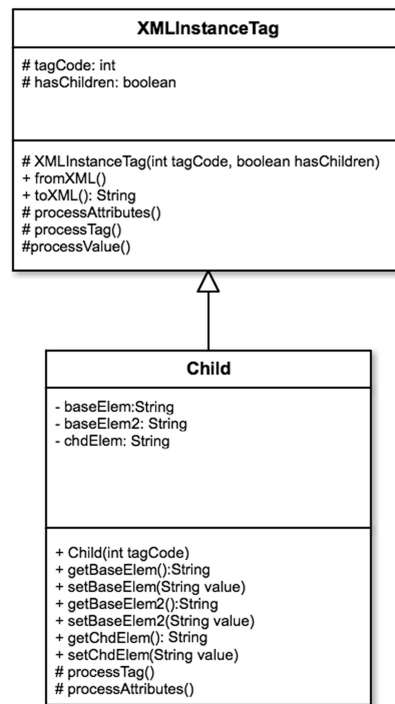 XMLInstanceTag
# tagCode: int
# hasChildren: boolean
# XMLInstanceTag(int tagCode, boolean hasChildren)
+ fromXML()
+ toXML(): String
# processAttributes()
# processTag()
#processValue()
Child
- baseElem:String
- baseElem2: String
- chdElem: String
+ Child(int tagCode)
+ getBaseElem():String
+ setBaseElem(String value)
+ getBaseElem2():String
+ setBaseElem2(String value)
+ getChdElem(): String
+ setChdElem(String value)
# processTag()
# processAttributes()